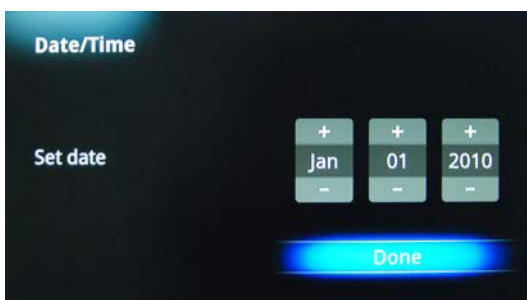 Date/Time
+ + +
Set date Jan 01 2010
- - -
Done